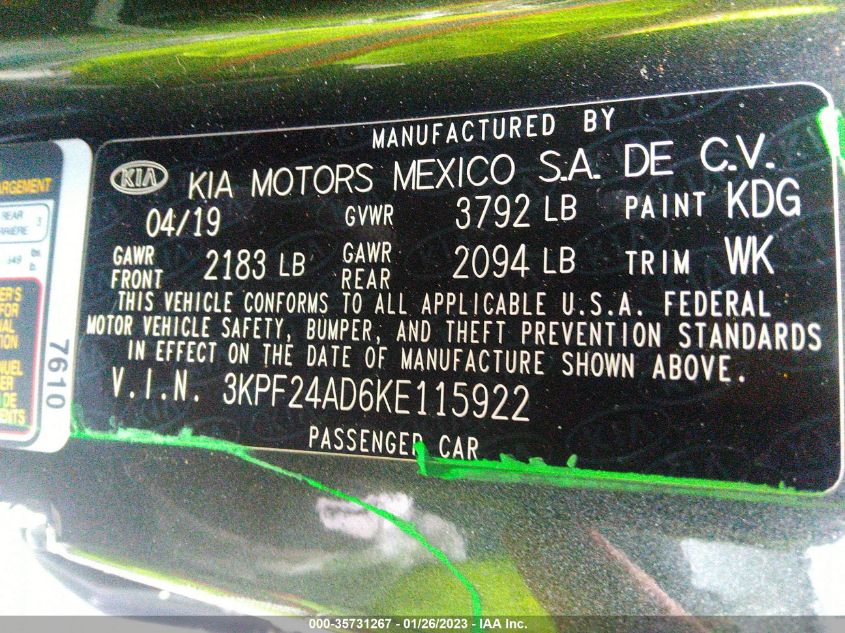 MANUFACTURED BY
KIA KIA MOTORS MEXICO S.A. DE C.V.
04/19 GVWR 3792 LB PAINT KDG
GAWR FRONT 2183 LB GAWR REAR 2094 LB TRIM WK
THIS VEHICLE CONFORMS TO ALL APPLICABLE U.S.A. FEDERAL
MOTOR VEHICLE SAFETY, BUMPER, AND THEFT PREVENTION STANDARDS
IN EFFECT ON THE DATE OF MANUFACTURE SHOWN ABOVE.
V.I.N. 3KPF24AD6KE115922
PASSENGER CAR
REAR 3
7610
000-35731267 / 01/26/2023 - IAA Inc.